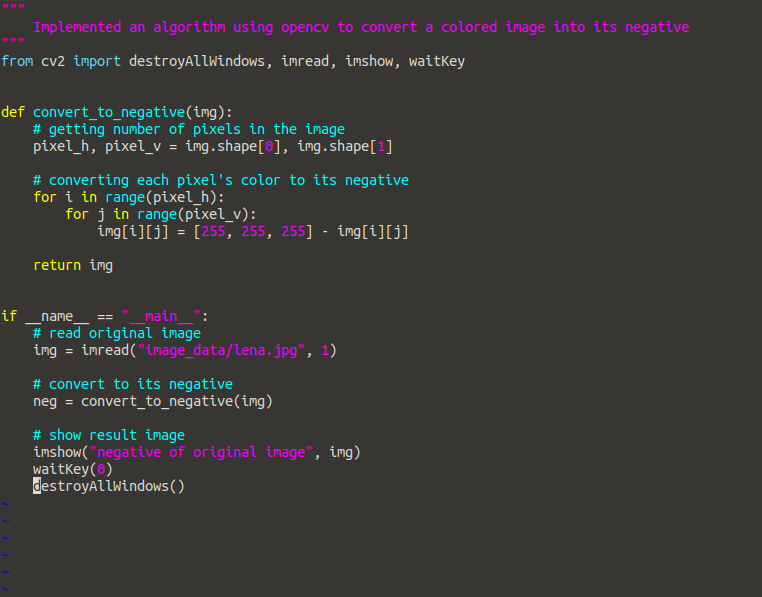 """
    Implemented an algorithm using opencv to convert a colored image into its negative
"""
from cv2 import destroyAllWindows, imread, imshow, waitKey


def convert_to_negative(img):
    # getting number of pixels in the image
    pixel_h, pixel_v = img.shape[0], img.shape[1]

    # converting each pixel's color to its negative
    for i in range(pixel_h):
        for j in range(pixel_v):
            img[i][j] = [255, 255, 255] - img[i][j]

    return img


if __name__ == "__main__":
    # read original image
    img = imread("image_data/lena.jpg", 1)

    # convert to its negative
    neg = convert_to_negative(img)

    # show result image
    imshow("negative of original image", img)
    waitKey(0)
    destroyAllWindows()
~
~
~
~
~
~